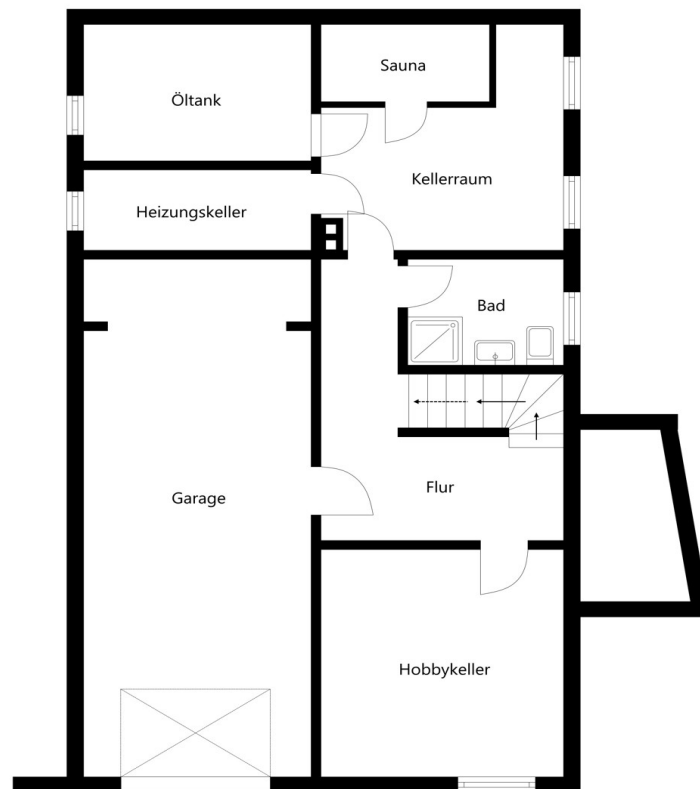 Sauna
Öltank
Kellerraum
Heizungskeller
Bad
Flur
Garage
Hobbykeller